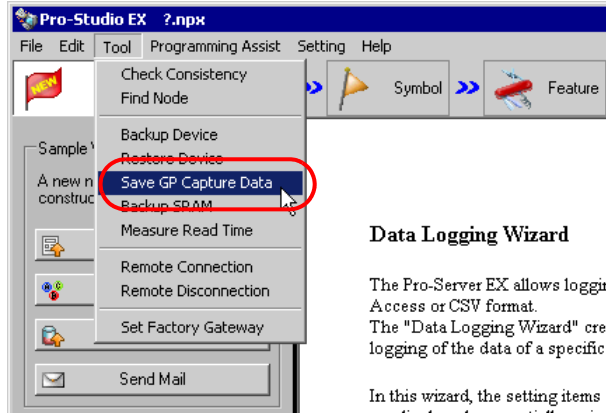 Pro-Studio EX ?.npx
File Edit Tool Programming Assist Setting Help
NEW
Symbol
Feature
Check Consistency
Find Node
Backup Device
Restore Device
Save GP Capture Data
Backup SRAM
Measure Read Time
Remote Connection
Remote Disconnection
Set Factory Gateway
Sample
A new n
construc
Send Mail
Data Logging Wizard
The Pro-Server EX allows loggin
Access or CSV format.
The "Data Logging Wizard" cre
logging of the data of a specific
In this wizard, the setting items